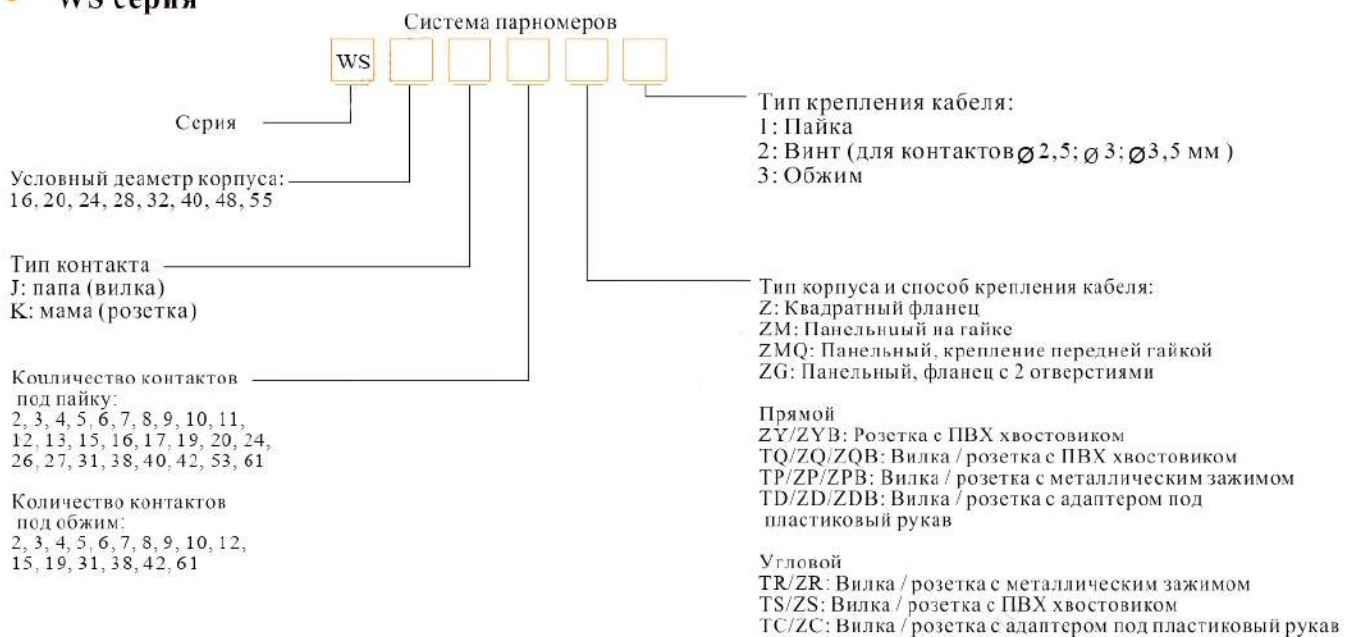 WS серия
Система парномеров
WS
Серия
Условный деаметр корпуса:
16, 20, 24, 28, 32, 40, 48, 55
Тип контакта
J: папа (вилка)
K: мама (розетка)
Коцличество контактов
под пайку:
2, 3, 4, 5, 6, 7, 8, 9, 10, 11,
12, 13, 15, 16, 17, 19, 20, 24,
26, 27, 31, 38, 40, 42, 53, 61
Количество контактов
под обжим:
2, 3, 4, 5, 6, 7, 8, 9, 10, 12,
15, 19, 31, 38, 42, 61
Тип крепления кабеля:
1: Пайка
2: Винт (для контактов ø 2,5; ø 3; ø3,5 мм )
3: Обжим
Тип корпуса и способ крепления кабеля:
Z: Квадратный фланец
ZM: Панельнцый на гайке
ZMQ: Панельный, крепление передней гайкой
ZG: Панельный, фланец с 2 отверстиями
Прямой
ZY/ZYB: Розетка с ПВХ хвостовиком
TQ/ZQ/ZQB: Вилка / розетка с ПВХ хвостовиком
TP/ZP/ZPB: Вилка / розетка с металлическим зажимом
TD/ZD/ZDB: Вилка / розетка с адаптером под
пластиковый рукав
Угловой
TR/ZR: Вилка / розетка с металлическим зажимом
TS/ZS: Вилка / розетка с ПВХ хвостовиком
TC/ZC: Вилка / розетка с адаптером под пластиковый рукав